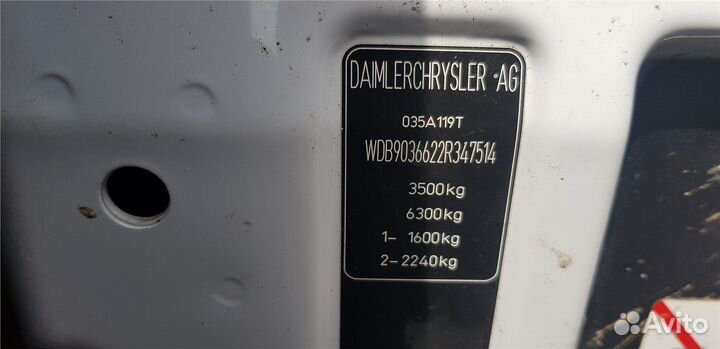 DAIMLERCHRYSLER AG
035A119T
WDB9036622R347514
3500kg
6300kg
1- 1600kg
2- 2240kg
Avito